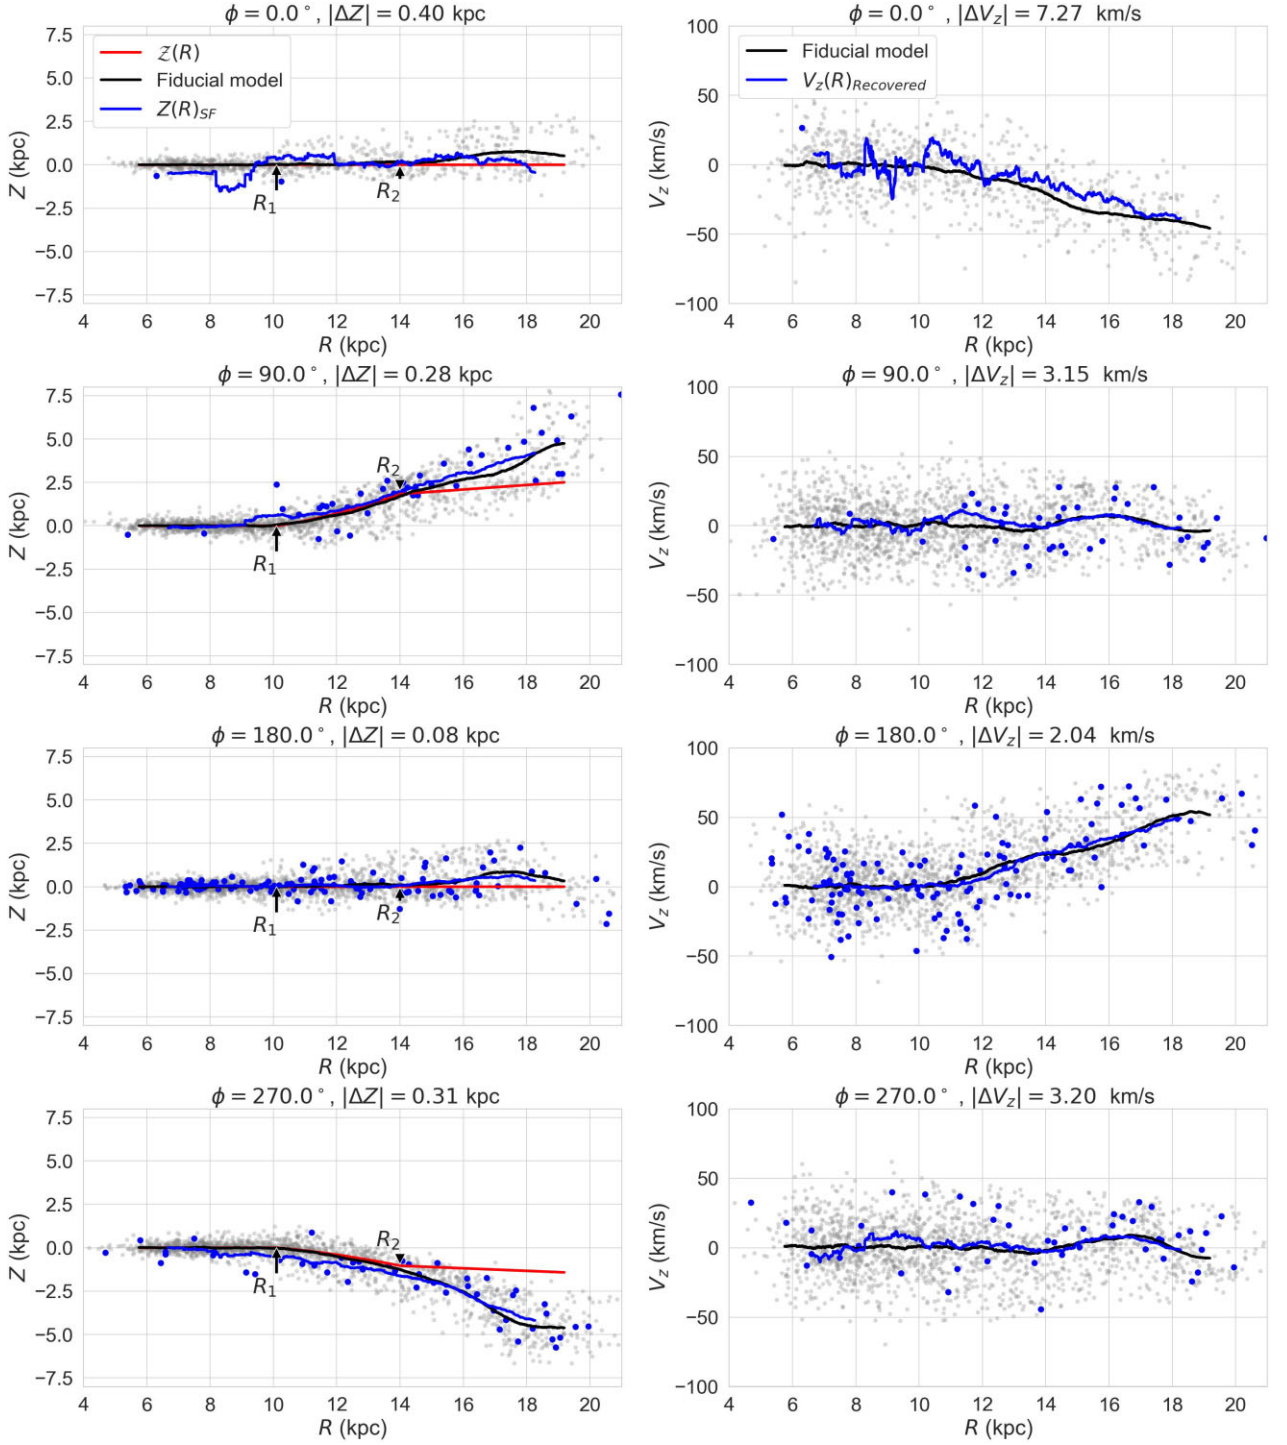 ϕ = 0.0°, |ΔZ| = 0.40 kpc
7.5
5.0
2.5
0.0
−2.5
−5.0
−7.5
Z (kpc)
𝒵(R)
Fiducial model
Z(R)SF
R1
R2
4 6 8 10 12 14 16 18 20
R (kpc)
ϕ = 0.0°, |ΔVz| = 7.27 km/s
100
50
0
−50
−100
Vz (km/s)
Fiducial model
Vz(R)Recovered
4 6 8 10 12 14 16 18 20
R (kpc)
ϕ = 90.0°, |ΔZ| = 0.28 kpc
7.5
5.0
2.5
0.0
−2.5
−5.0
−7.5
Z (kpc)
R2
R1
4 6 8 10 12 14 16 18 20
R (kpc)
ϕ = 90.0°, |ΔVz| = 3.15 km/s
100
50
0
−50
−100
Vz (km/s)
4 6 8 10 12 14 16 18 20
R (kpc)
ϕ = 180.0°, |ΔZ| = 0.08 kpc
7.5
5.0
2.5
0.0
−2.5
−5.0
−7.5
Z (kpc)
R1
R2
4 6 8 10 12 14 16 18 20
R (kpc)
ϕ = 180.0°, |ΔVz| = 2.04 km/s
100
50
0
−50
−100
Vz (km/s)
4 6 8 10 12 14 16 18 20
R (kpc)
ϕ = 270.0°, |ΔZ| = 0.31 kpc
7.5
5.0
2.5
0.0
−2.5
−5.0
−7.5
Z (kpc)
R2
R1
4 6 8 10 12 14 16 18 20
R (kpc)
ϕ = 270.0°, |ΔVz| = 3.20 km/s
100
50
0
−50
−100
Vz (km/s)
4 6 8 10 12 14 16 18 20
R (kpc)